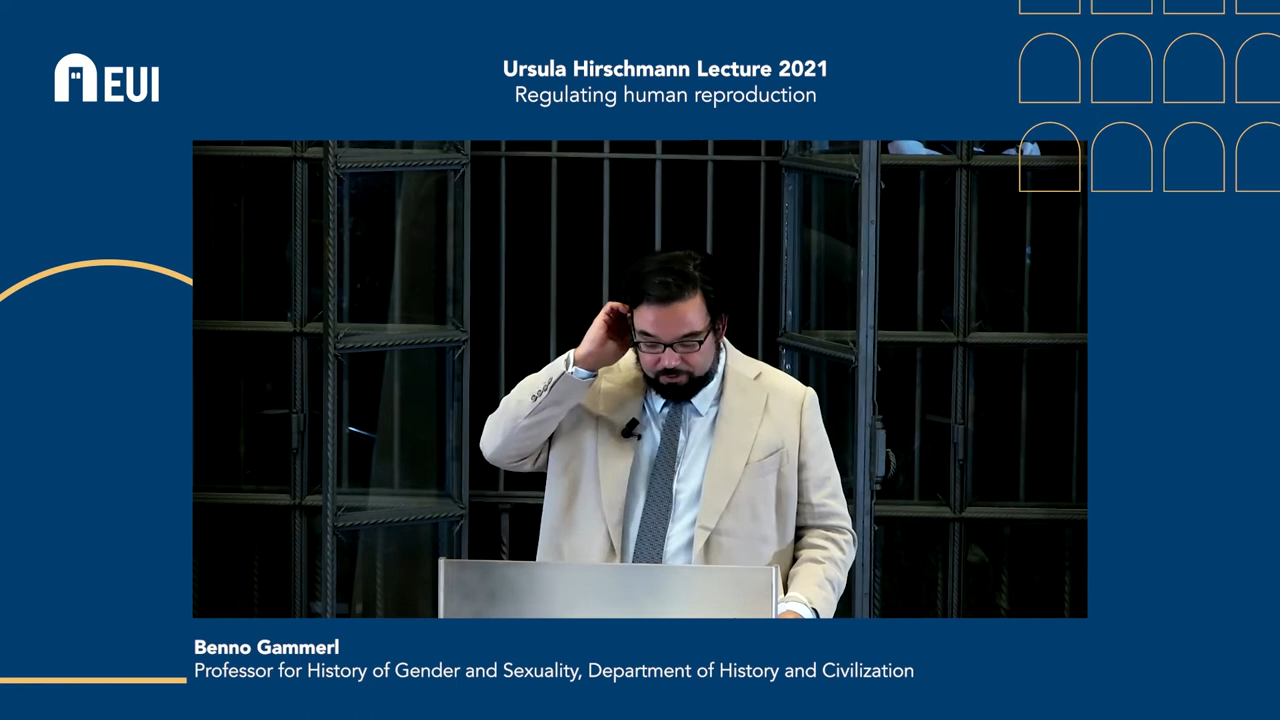 EUI
Ursula Hirschmann Lecture 2021
Regulating human reproduction
Benno Gammerl
Professor for History of Gender and Sexuality, Department of History and Civilization